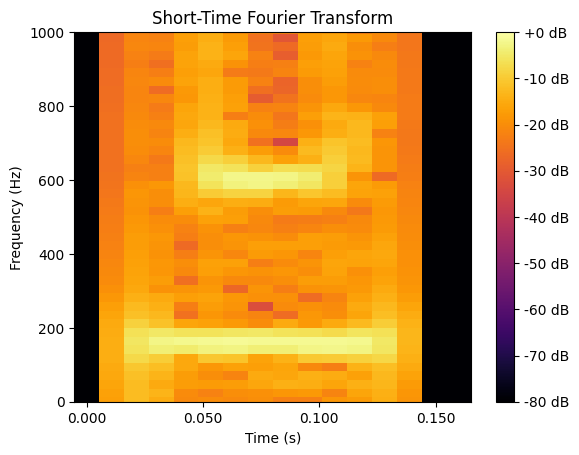 Short-Time Fourier Transform
1000
800
600
400
200
0
Frequency (Hz)
0.000
0.050
0.100
0.150
Time (s)
+0 dB
-10 dB
-20 dB
-30 dB
-40 dB
-50 dB
-60 dB
-70 dB
-80 dB